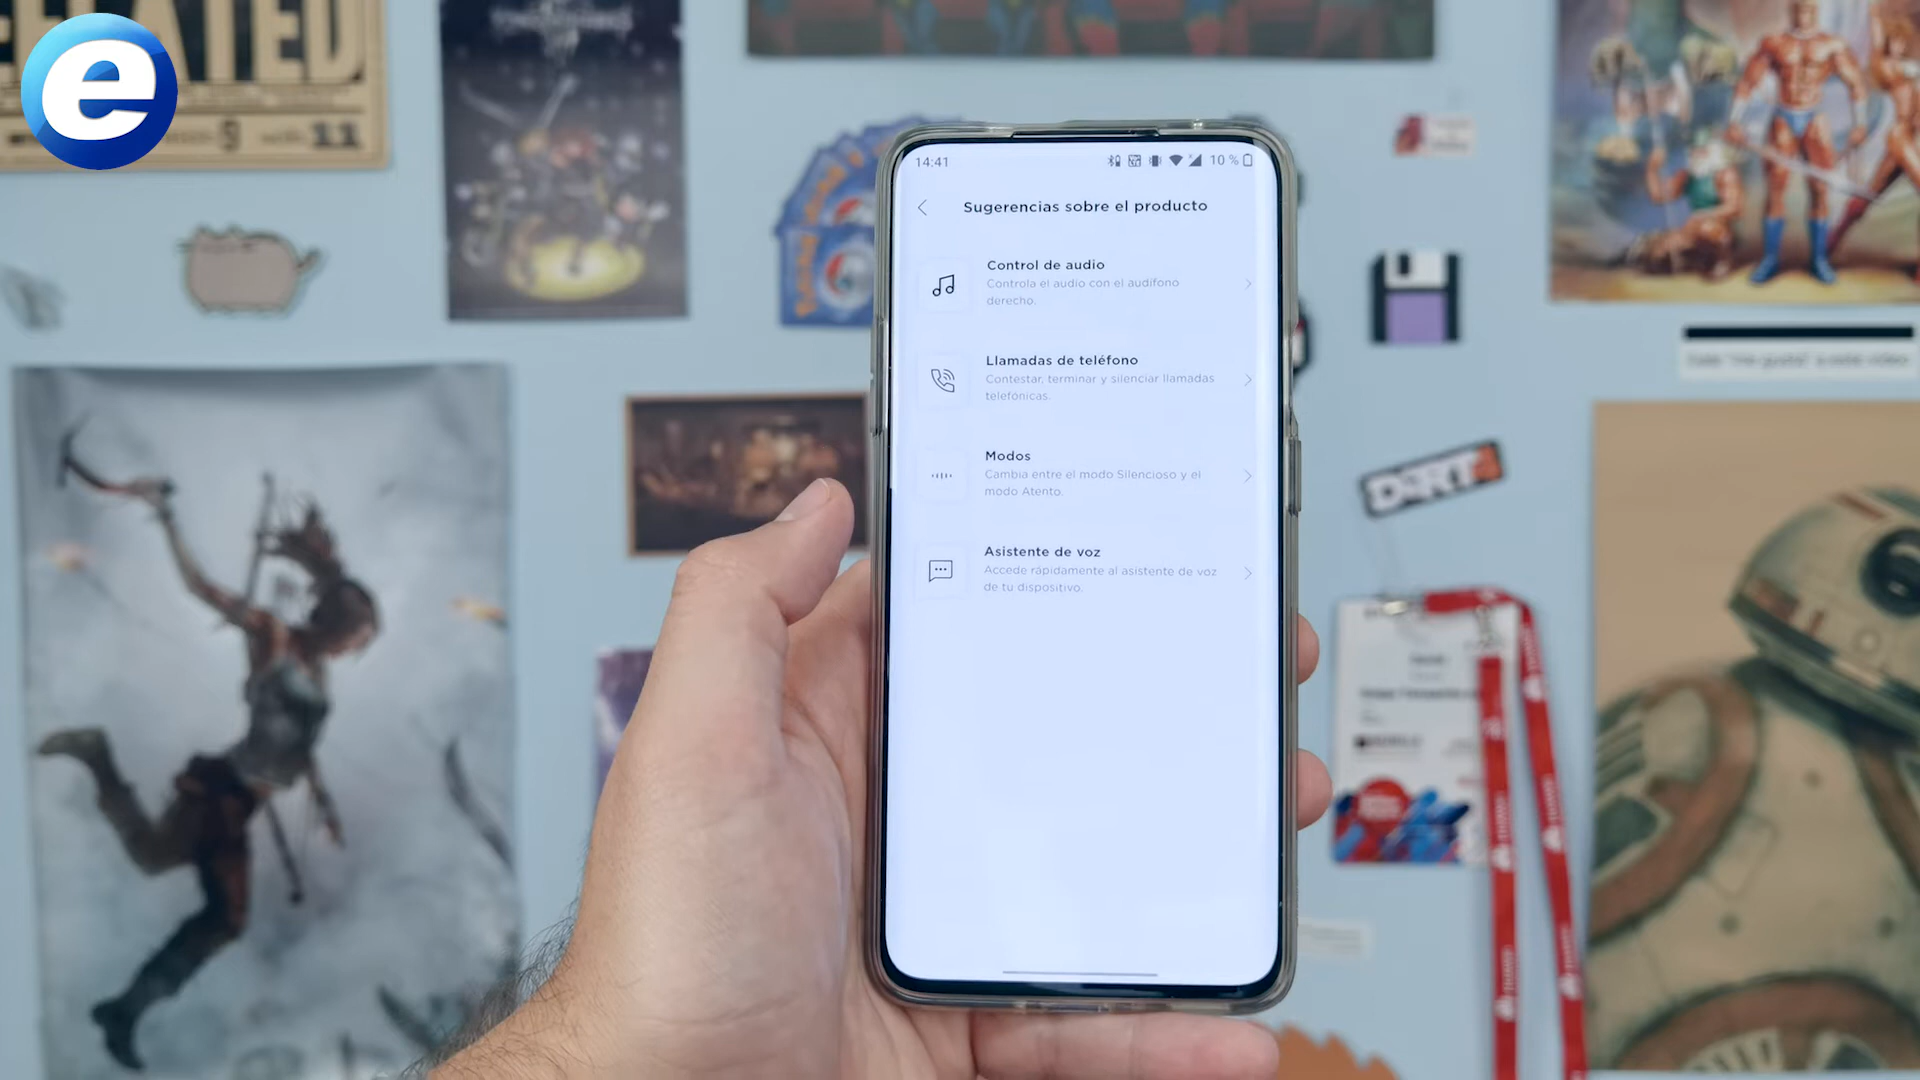 e
14:41
10 %
Sugerencias sobre el producto
Control de audio
Controla el audio con el audífono
derecho.
Llamadas de teléfono
Contestar, terminar y silenciar llamadas
telefónicas.
Modos
Cambia entre el modo Silencioso y el
modo Atento.
Asistente de voz
Accede rápidamente al asistente de voz
de tu dispositivo.
DiRT4